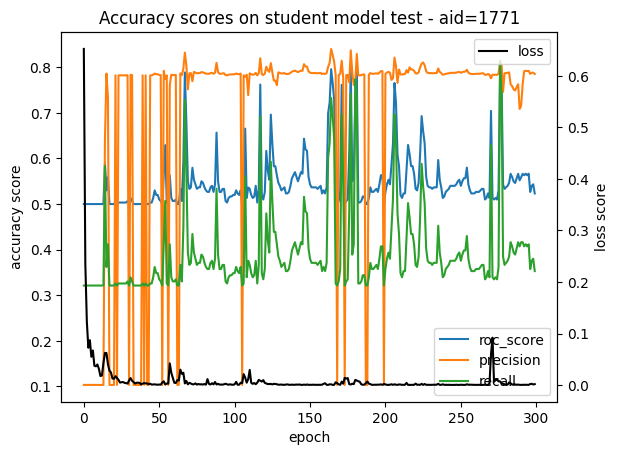 Accuracy scores on student model test - aid=1771
loss
accuracy score
loss score
0.8
0.7
0.6
0.5
0.4
0.3
0.2
0.1
0.6
0.5
0.4
0.3
0.2
0.1
0.0
roc_score
precision
recall
0 50 100 150 200 250 300
epoch